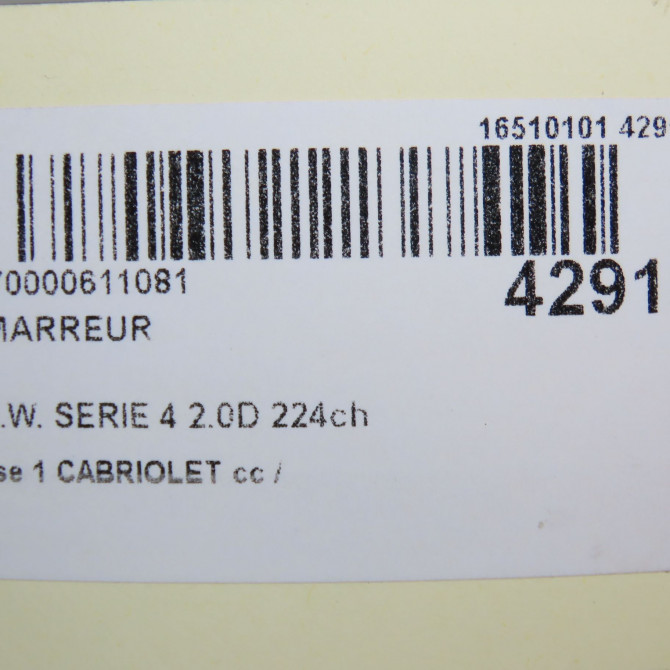 16510101 429
70000611081
4291
MARREUR
.W. SERIE 4 2.0D 224ch
se 1 CABRIOLET cc /